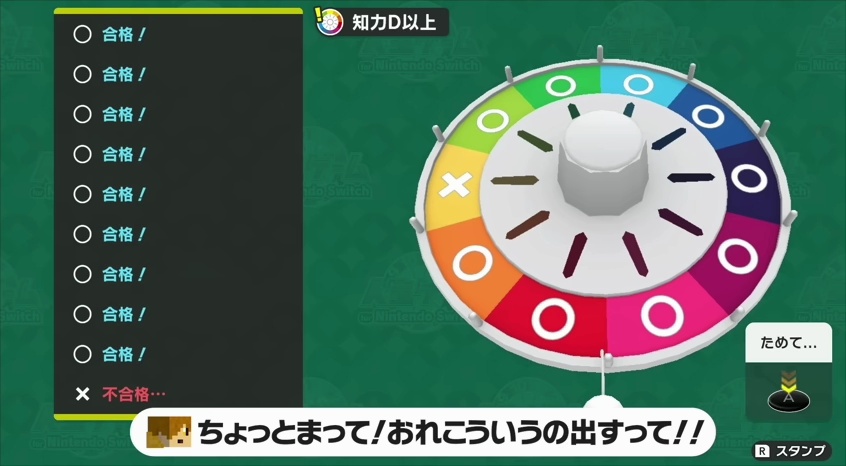 合格！
合格！
合格！
合格！
合格！
合格！
合格！
合格！
合格！
不合格…
知力D以上
ためて…
A
ちょっとまって！おれこういうの出すって！！
R スタンプ
Nintendo Switch